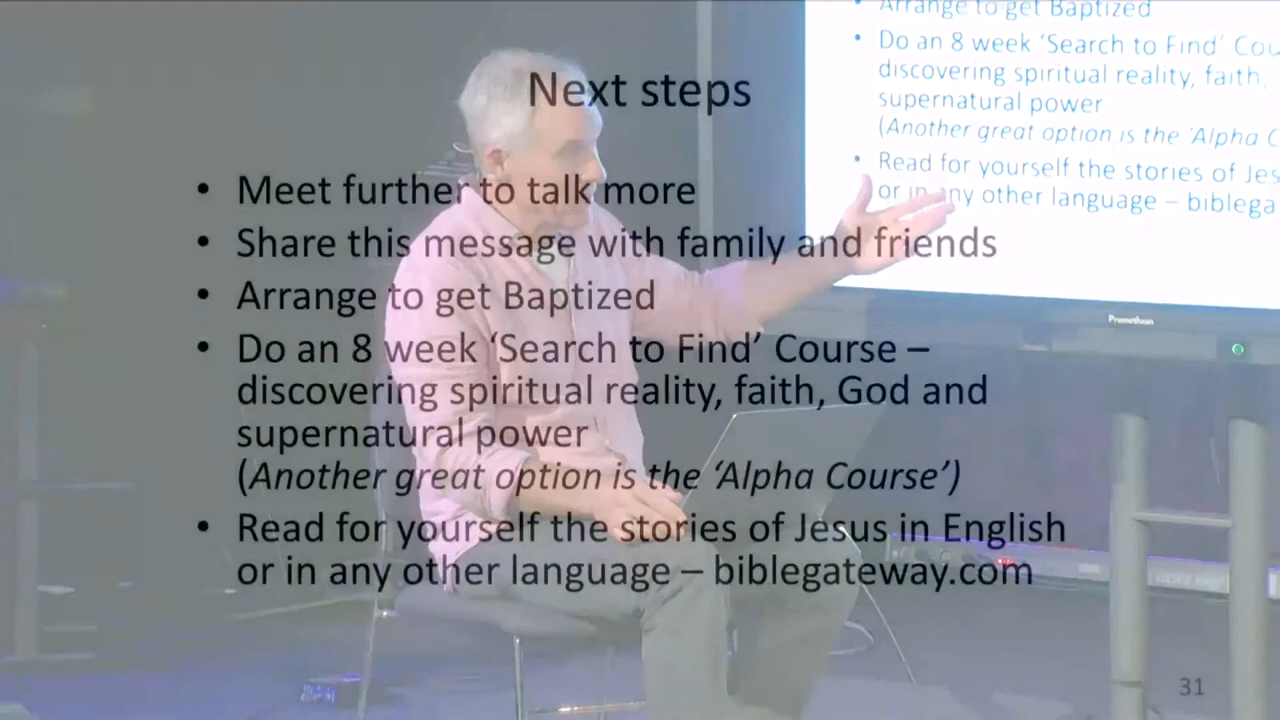 Next steps
• Meet further to talk more
• Share this message with family and friends
• Arrange to get Baptized
• Do an 8 week ‘Search to Find’ Course –
discovering spiritual reality, faith, God and
supernatural power
(Another great option is the ‘Alpha Course’)
• Read for yourself the stories of Jesus in English
or in any other language – biblegateway.com
31
• Arrange to get Baptized
• Do an 8 week ‘Search to Find’
discovering spiritual reality, faith,
supernatural power
(Another great option is the ‘Alpha
• Read for yourself the stories of
or in any other language –
Promethean